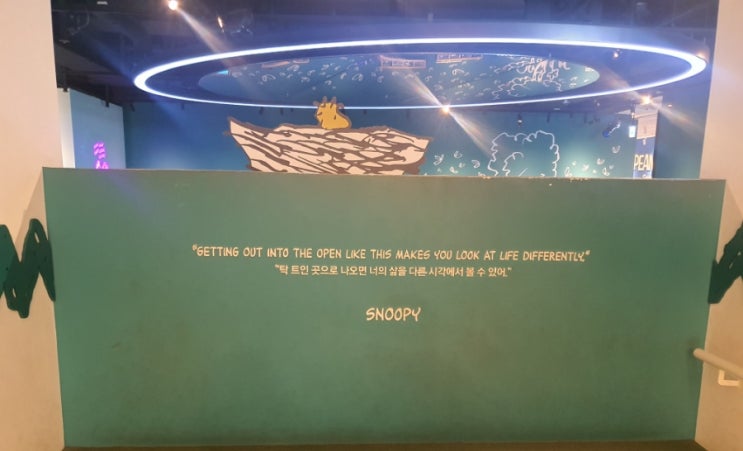 "GETTING OUT INTO THE OPEN LIKE THIS MAKES YOU LOOK AT LIFE DIFFERENTLY."
"탁 트인 곳으로 나오면 너의 삶을 다른 시각에서 볼 수 있어."
SNOOPY